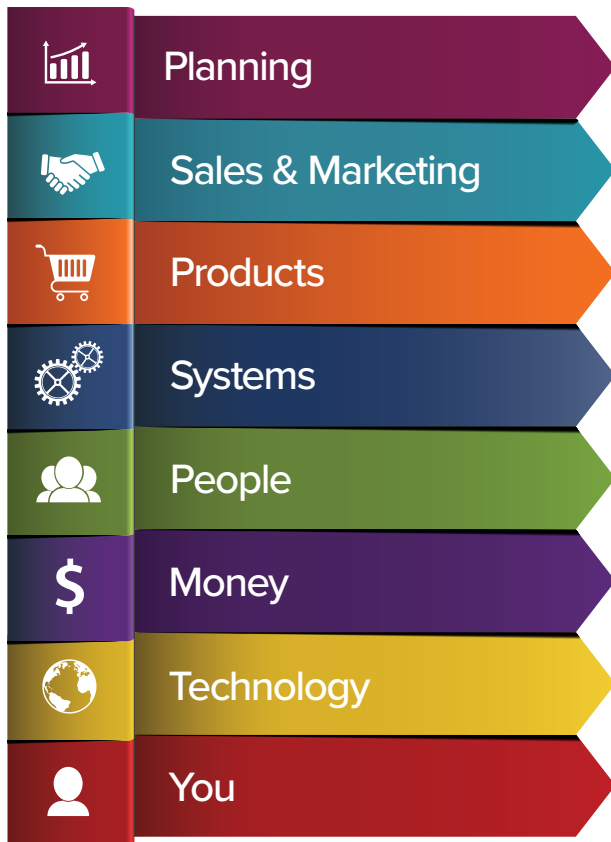 Planning
Sales & Marketing
Products
Systems
People
$
Money
Technology
You